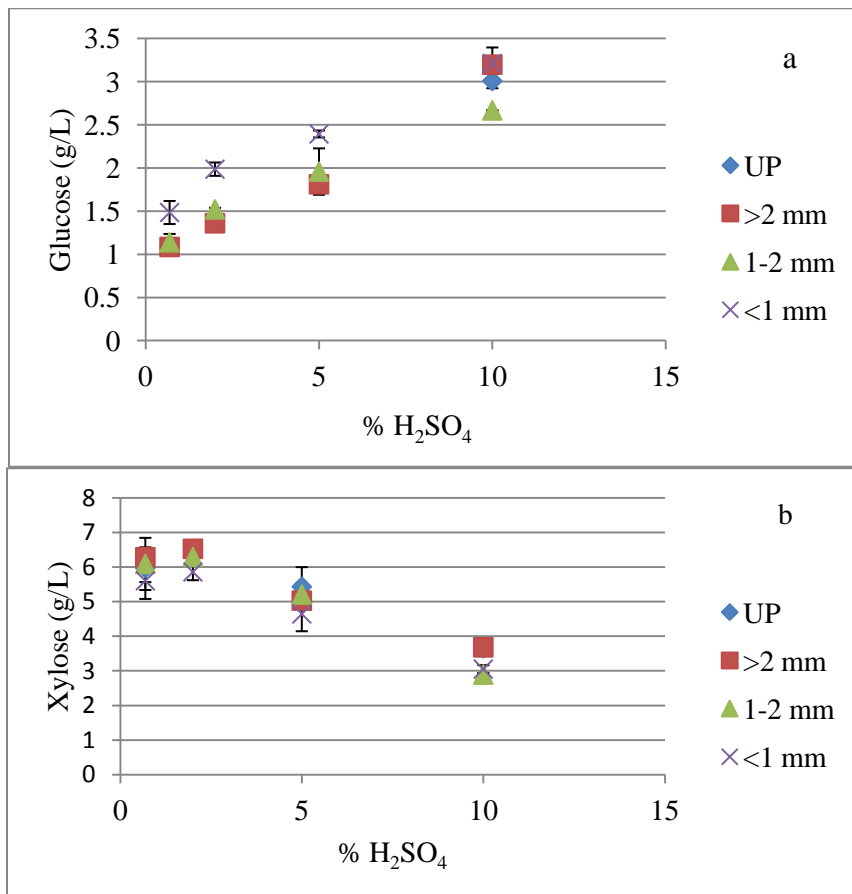 a
3.5
3
2.5
2
1.5
1
0.5
0
Glucose (g/L)
0 5 10 15
% H₂SO₄
UP
>2 mm
1-2 mm
<1 mm
b
8
7
6
5
4
3
2
1
0
Xylose (g/L)
0 5 10 15
% H₂SO₄
UP
>2 mm
1-2 mm
<1 mm